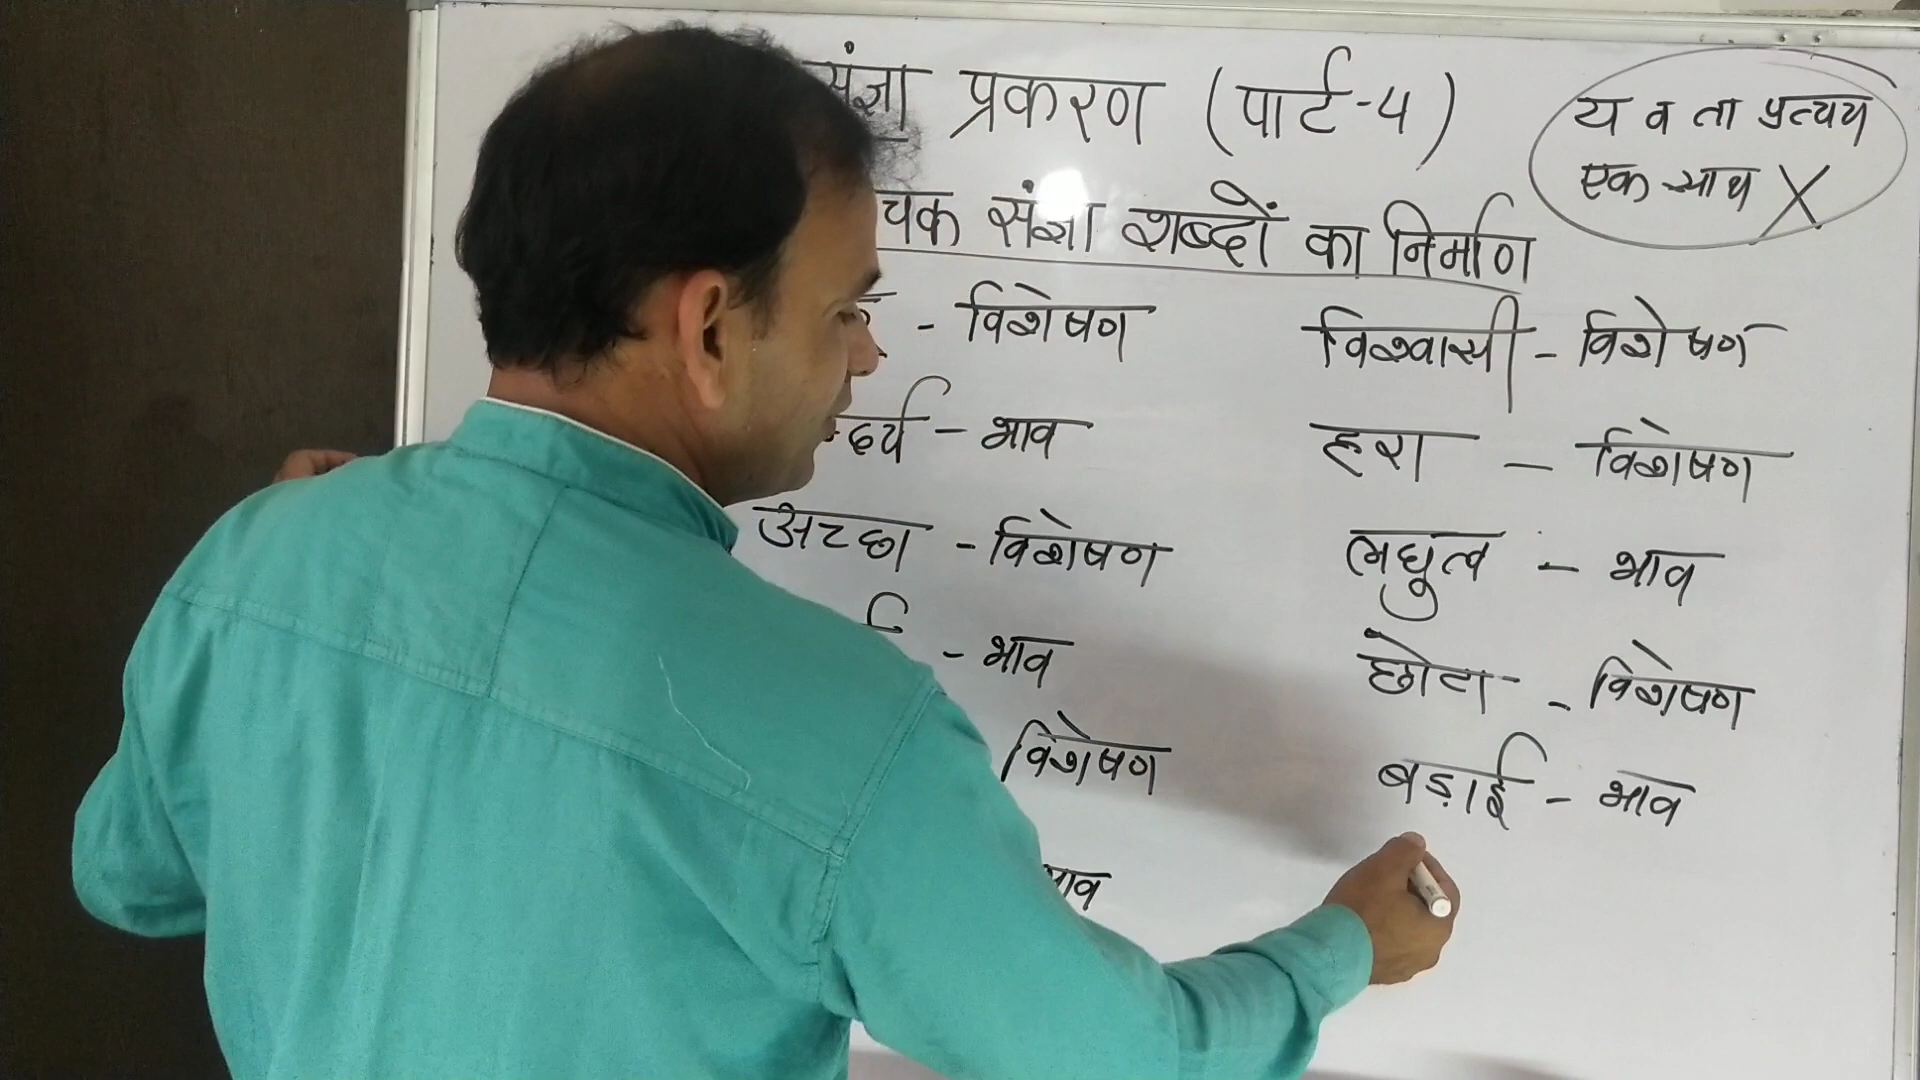 संज्ञा प्रकरण (पार्ट-4)
य व ता प्रत्यय
एक साथ X
चक संज्ञा शब्दों का निर्माण
- विशेषण
विश्वासी - विशेषण
- भाव
हरा - विशेषण
अच्छा - विशेषण
लघुत्व - भाव
- भाव
छोटा - विशेषण
विशेषण
बड़ाई - भाव
भाव